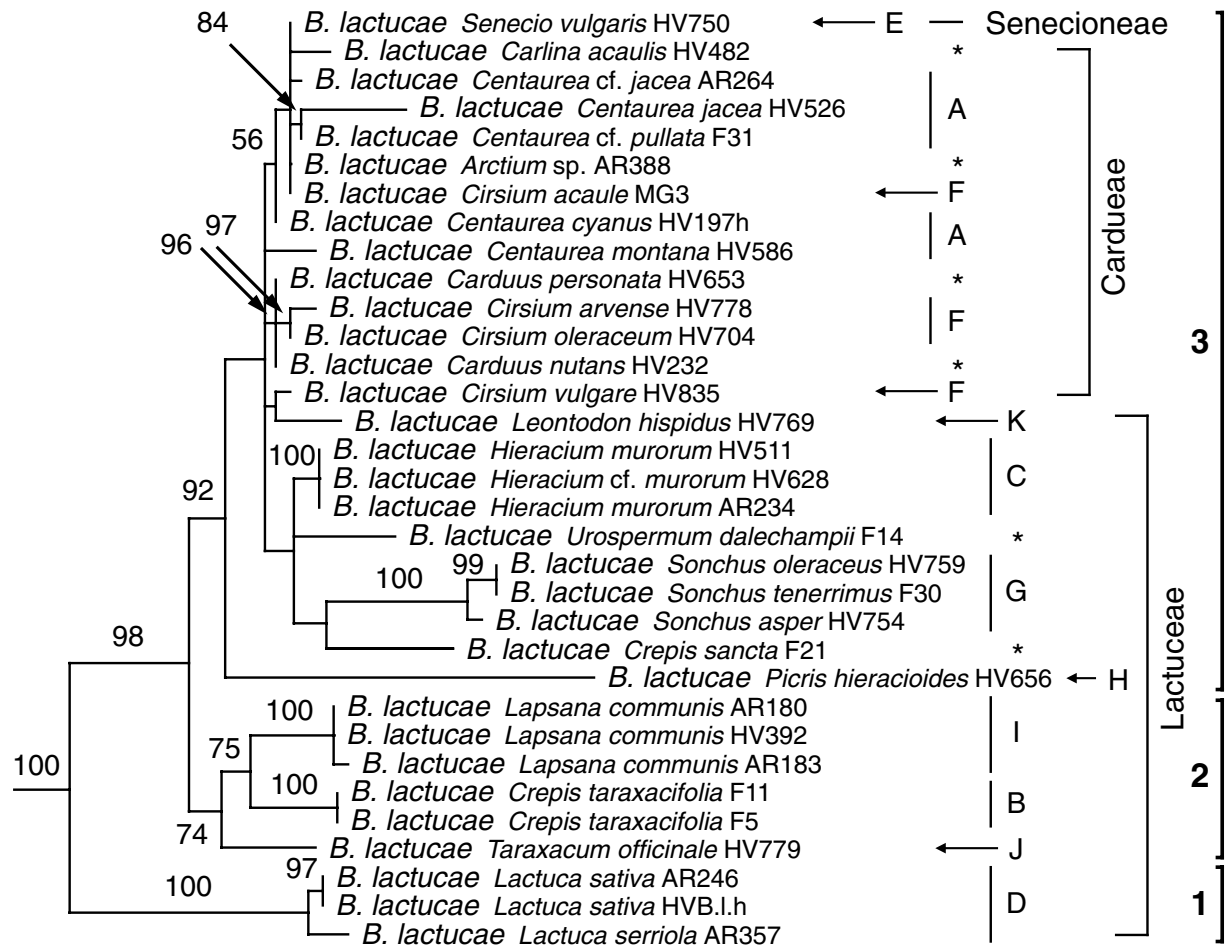 84
B. lactucae Senecio vulgaris HV750 E Senecioneae
B. lactucae Carlina acaulis HV482 *
B. lactucae Centaurea cf. jacea AR264
B. lactucae Centaurea jacea HV526 A
B. lactucae Centaurea cf. pullata F31
56
B. lactucae Arctium sp. AR388 *
B. lactucae Cirsium acaule MG3 F
B. lactucae Centaurea cyanus HV197h
97
96
A
B. lactucae Centaurea montana HV586
B. lactucae Carduus personata HV653 *
B. lactucae Cirsium arvense HV778
F
B. lactucae Cirsium oleraceum HV704
B. lactucae Carduus nutans HV232 *
B. lactucae Cirsium vulgare HV835 F
Cardueae
3
B. lactucae Leontodon hispidus HV769 K
B. lactucae Hieracium murorum HV511
100
B. lactucae Hieracium cf. murorum HV628 C
B. lactucae Hieracium murorum AR234
92
B. lactucae Urospermum dalechampii F14 *
B. lactucae Sonchus oleraceus HV759
99
100
B. lactucae Sonchus tenerrimus F30 G
B. lactucae Sonchus asper HV754
98
B. lactucae Crepis sancta F21 *
B. lactucae Picris hieracioides HV656 H
Lactuceae
B. lactucae Lapsana communis AR180
100
B. lactucae Lapsana communis HV392 I
75
B. lactucae Lapsana communis AR183
100
2
100
B. lactucae Crepis taraxacifolia F11
B
B. lactucae Crepis taraxacifolia F5
74
B. lactucae Taraxacum officinale HV779 J
97
B. lactucae Lactuca sativa AR246
100
B. lactucae Lactuca sativa HVB.l.h D
1
B. lactucae Lactuca serriola AR357